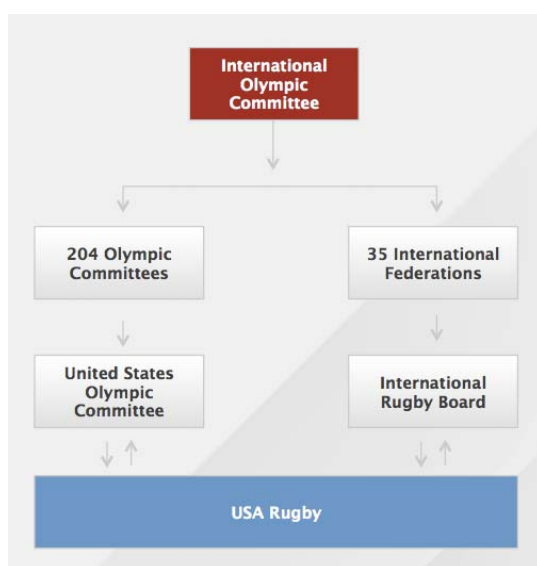 International
Olympic
Committee
204 Olympic
Committees
35 International
Federations
United States
Olympic
Committee
International
Rugby Board
USA Rugby